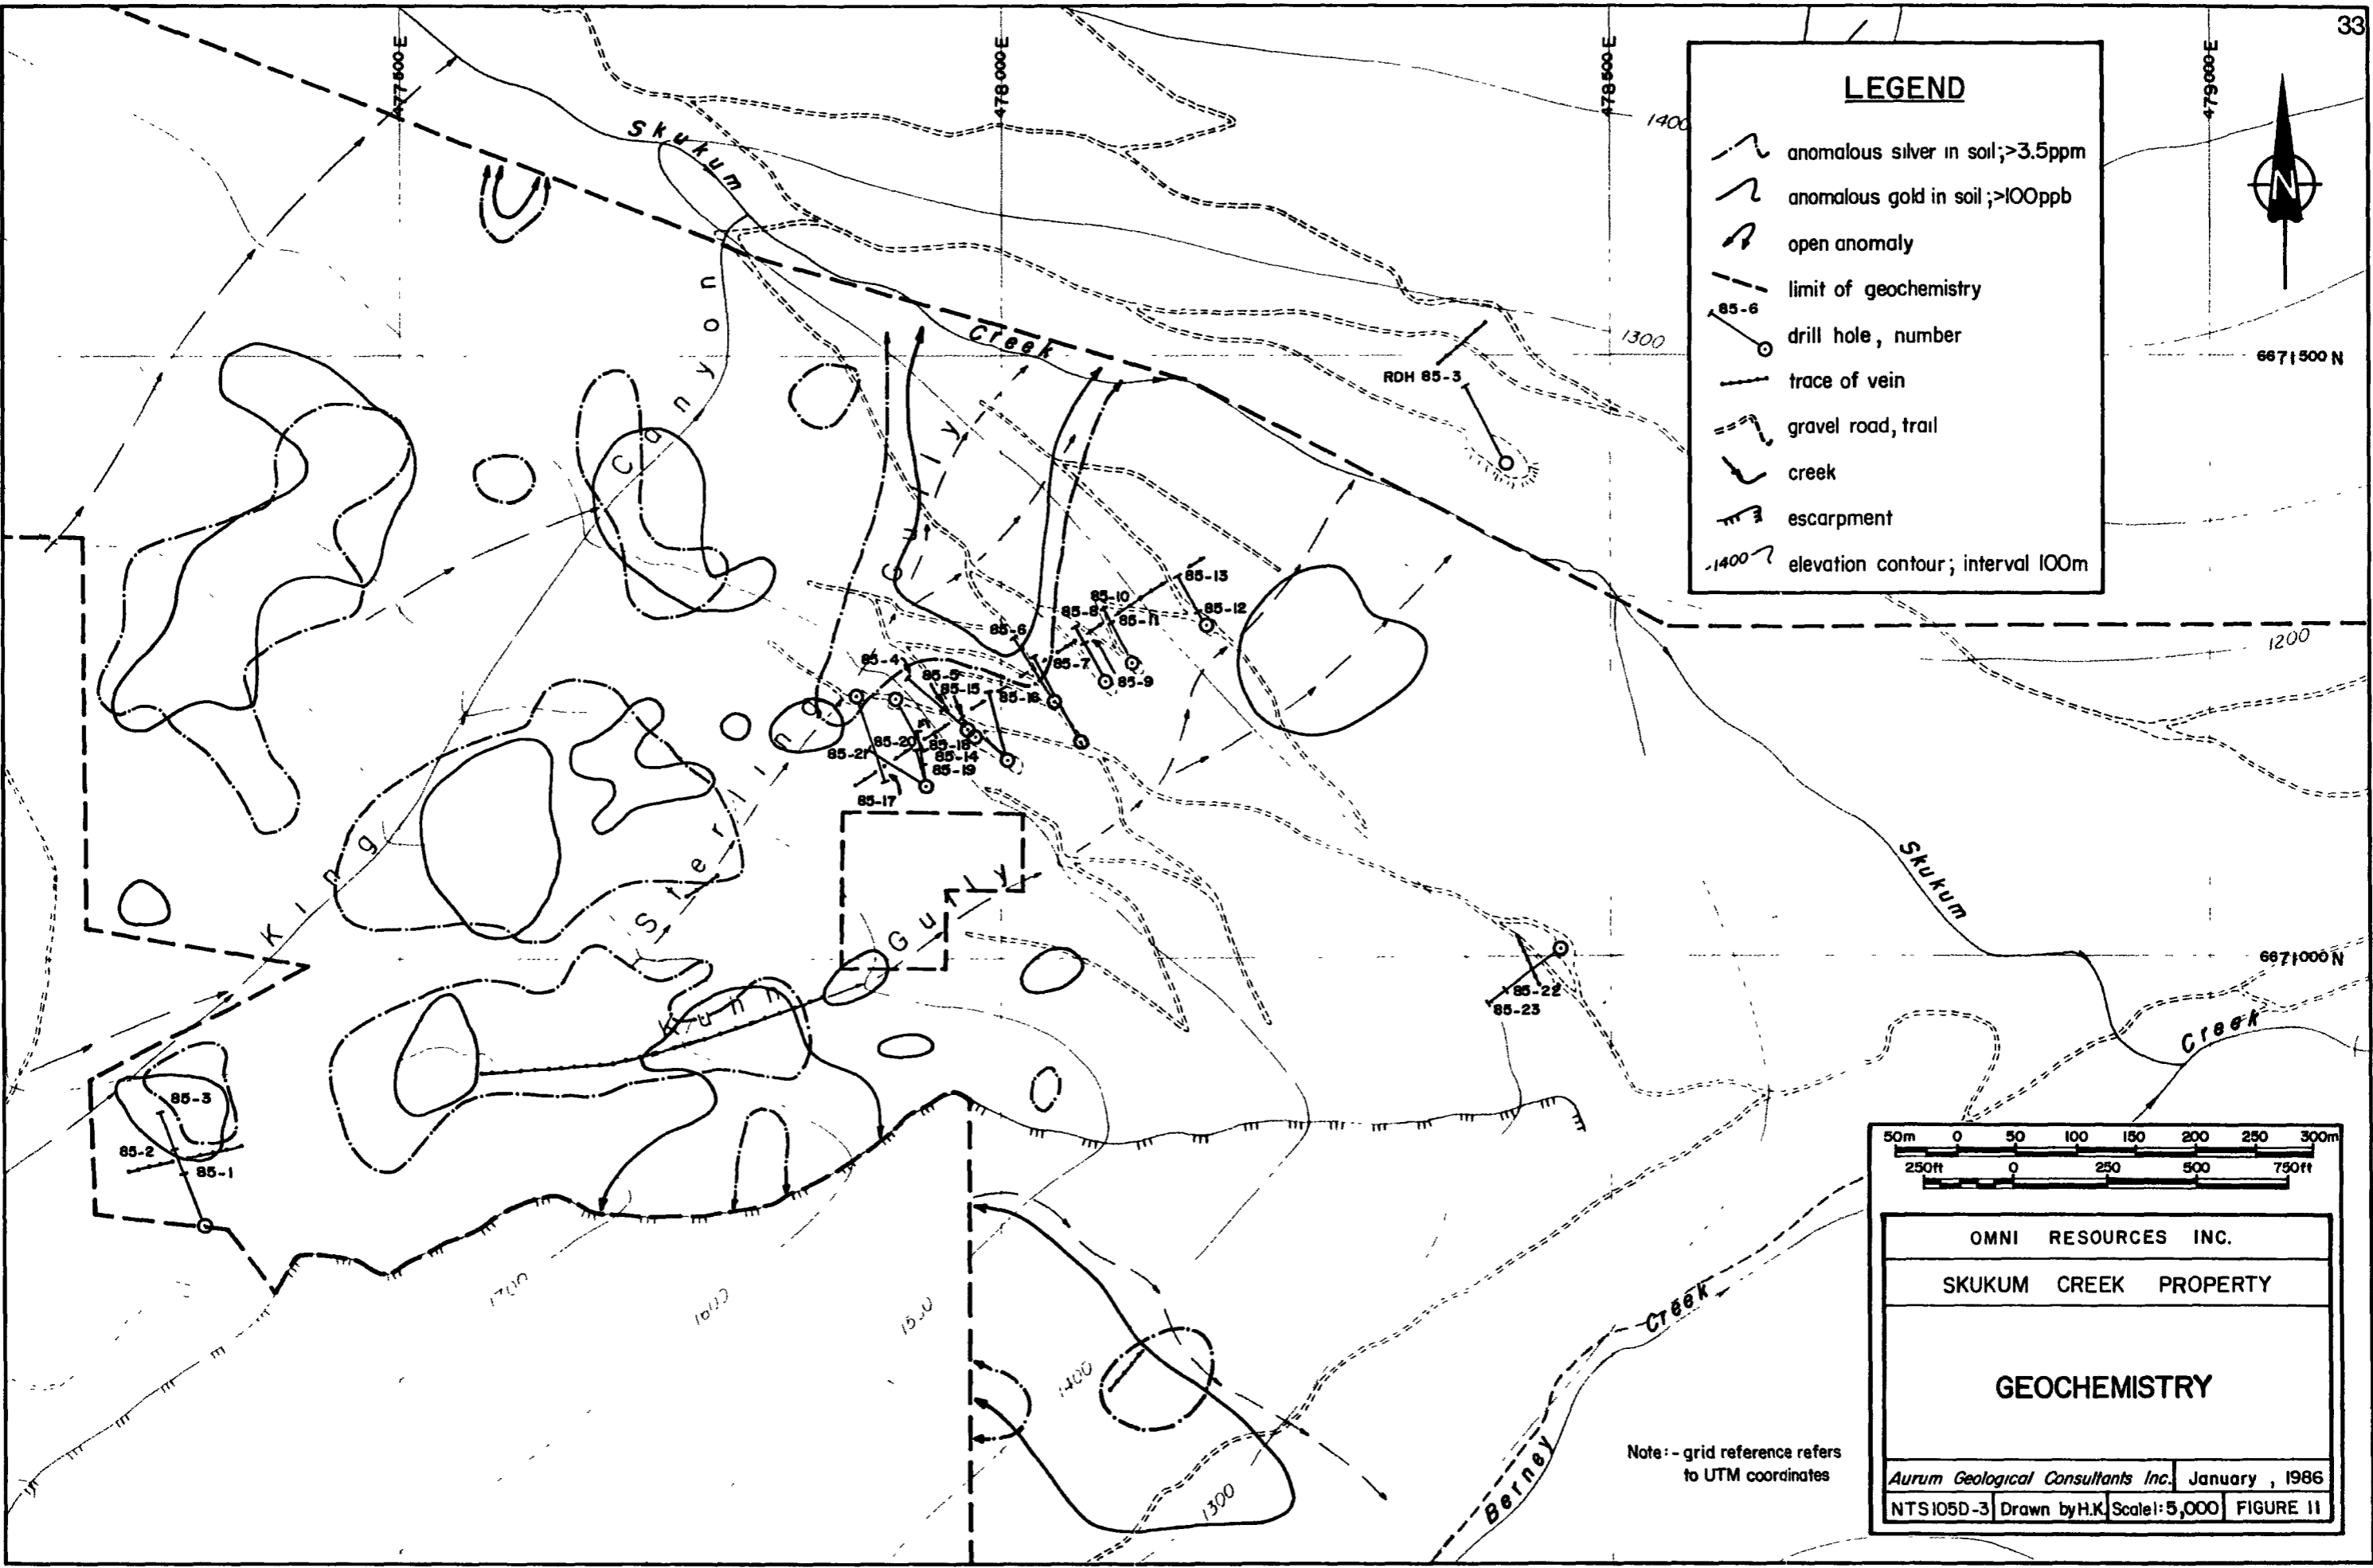 33
477500E
478000E
478500E
479000E
LEGEND
anomalous silver in soil;>3.5ppm
anomalous gold in soil;>100ppb
open anomaly
limit of geochemistry
85-6
drill hole, number
trace of vein
gravel road, trail
creek
escarpment
1400
elevation contour; interval 100m
N
1400
1300
1200
6671500N
6671000N
Skukum
Creek
RDH 85-3
King Canyon
Sterling Gully
Kuhn Gully
85-13
85-10
85-12
85-8
85-11
85-6
85-7
85-9
85-4
85-5
85-15
85-16
85-20
85-18
85-21
85-14
85-19
85-17
85-22
85-23
85-3
85-2
85-1
Skukum
Creek
1700
1600
1500
1400
1300
Berney
Creek
Note:- grid reference refers
to UTM coordinates
50m 0 50 100 150 200 250 300m
250ft 0 250 500 750ft
OMNI RESOURCES INC.
SKUKUM CREEK PROPERTY
GEOCHEMISTRY
Aurum Geological Consultants Inc. January , 1986
NTS105D-3 Drawn by H.K. Scale1:5,000 FIGURE 11